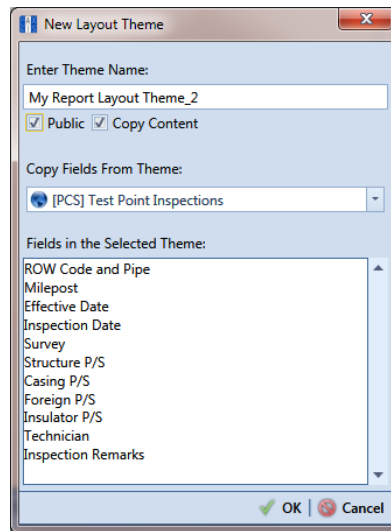 New Layout Theme
Enter Theme Name:
My Report Layout Theme_2
Public Copy Content
Copy Fields From Theme:
[PCS] Test Point Inspections
Fields in the Selected Theme:
ROW Code and Pipe
Milepost
Effective Date
Inspection Date
Survey
Structure P/S
Casing P/S
Foreign P/S
Insulator P/S
Technician
Inspection Remarks
OK | Cancel